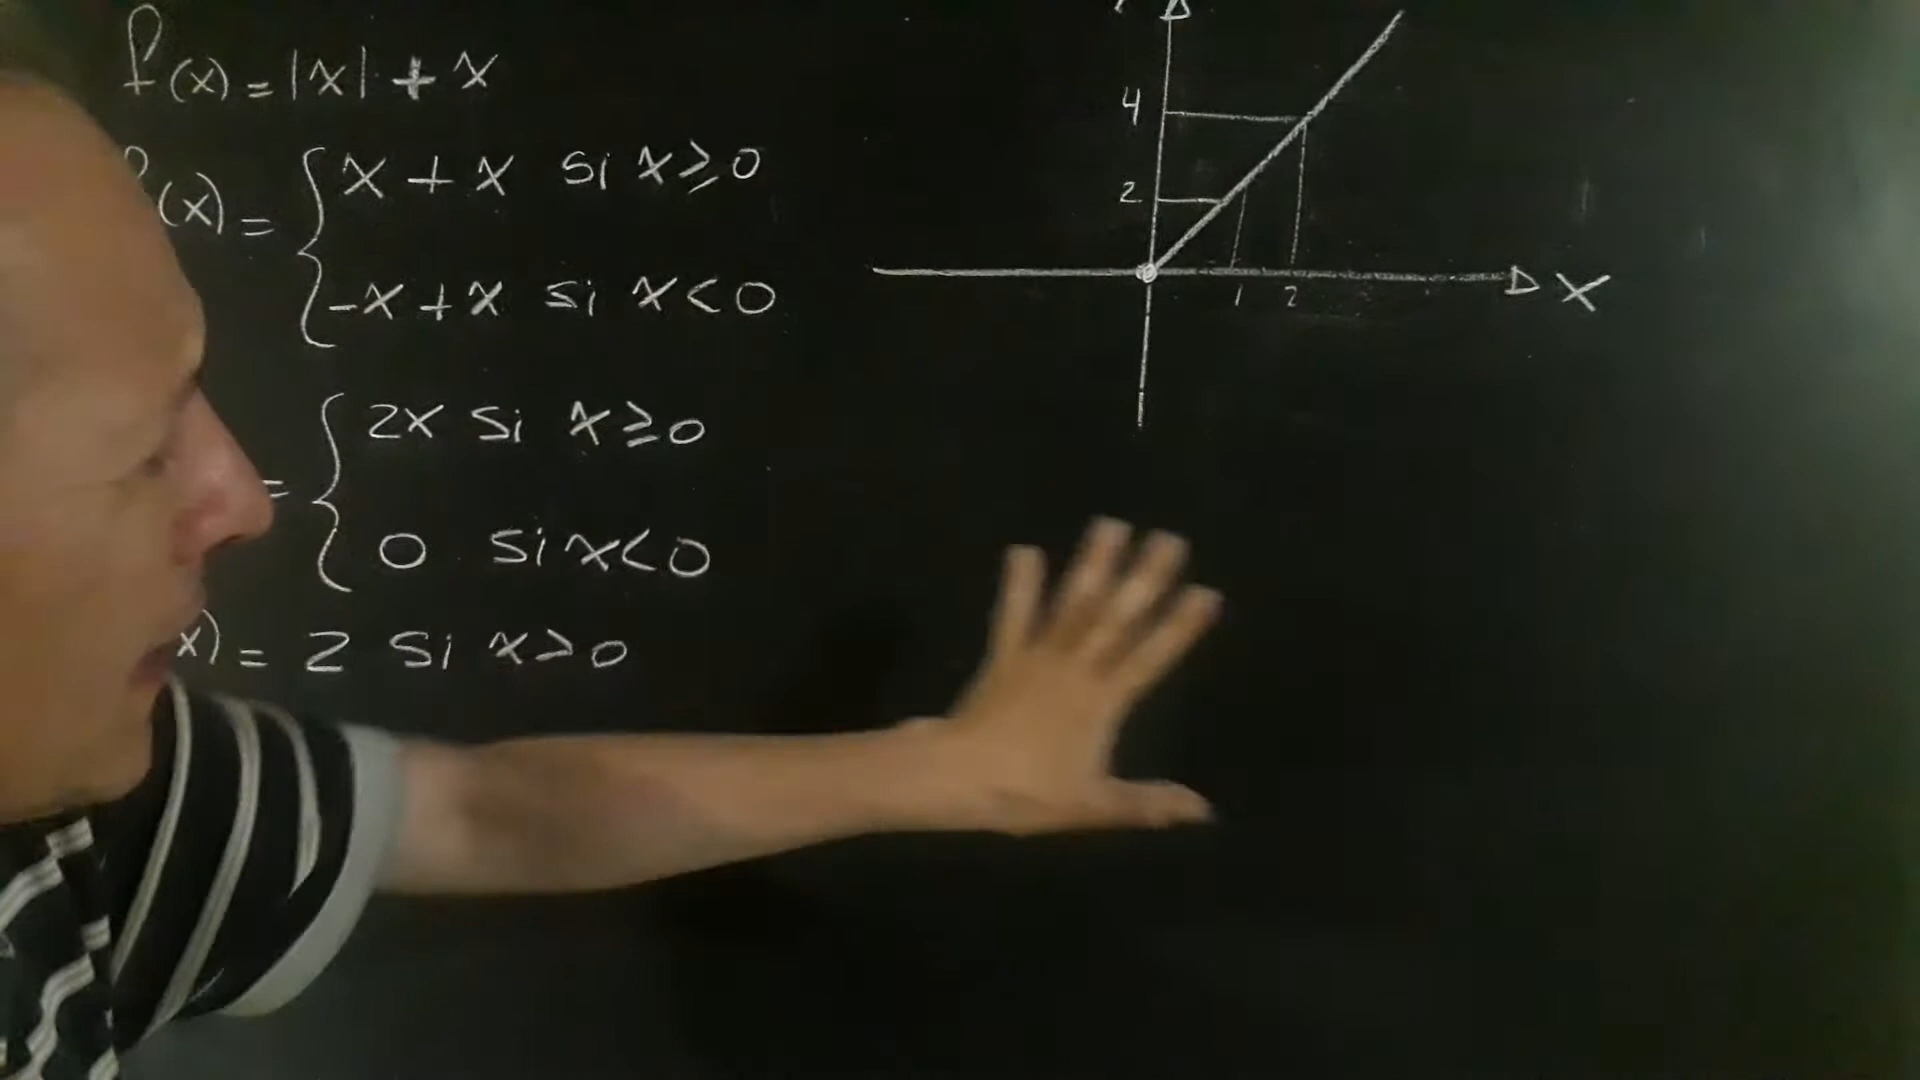 f(x) = |x| + x
(x) = { x + x si x ≥ 0
-x + x si x < 0
= { 2x si x ≥ 0
0 si x < 0
x) = 2 si x > 0
4
2
1 2
X